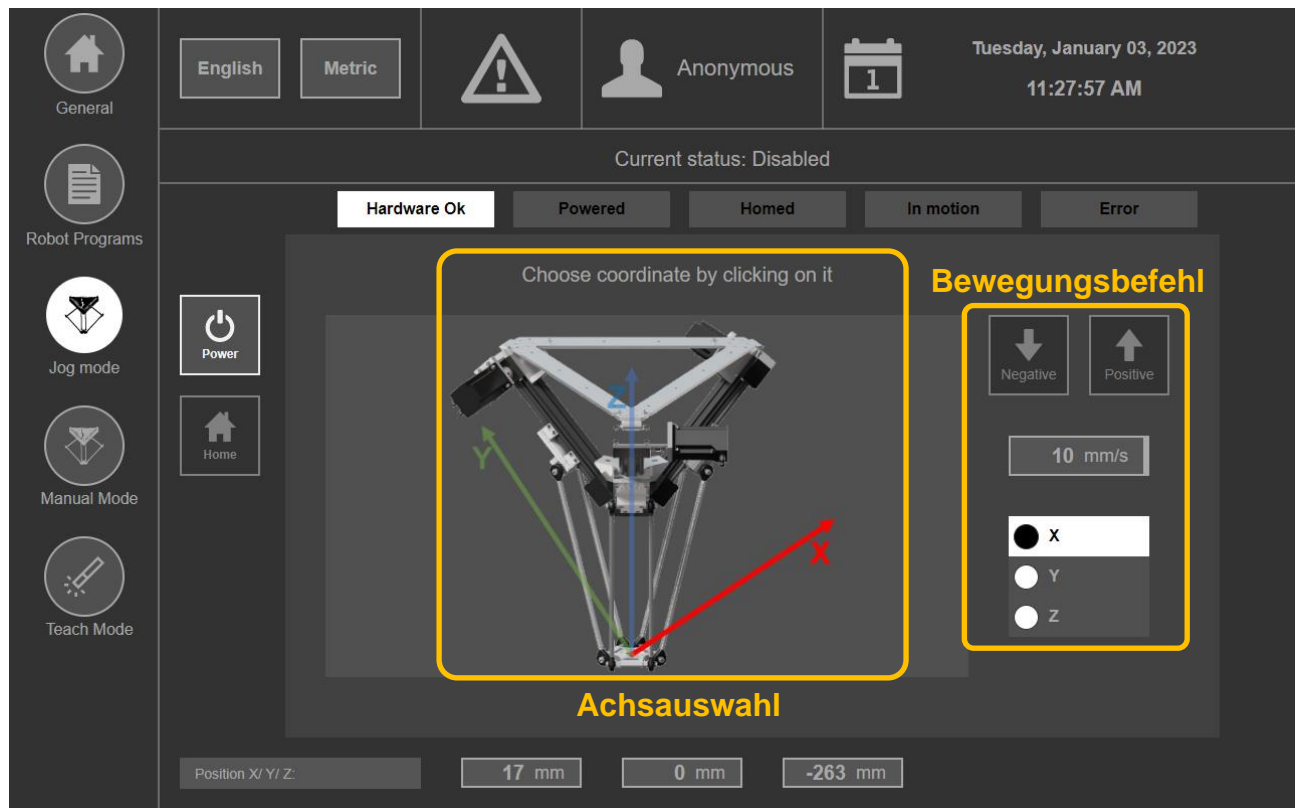 General
English
Metric
Anonymous
1
Tuesday, January 03, 2023
11:27:57 AM
Robot Programs
Jog mode
Manual Mode
Teach Mode
Current status: Disabled
Hardware Ok
Powered
Homed
In motion
Error
Power
Home
Choose coordinate by clicking on it
Z
Y
X
Achsauswahl
Bewegungsbefehl
Negative
Positive
10 mm/s
X
Y
Z
Position X/ Y/ Z:
17 mm
0 mm
-263 mm